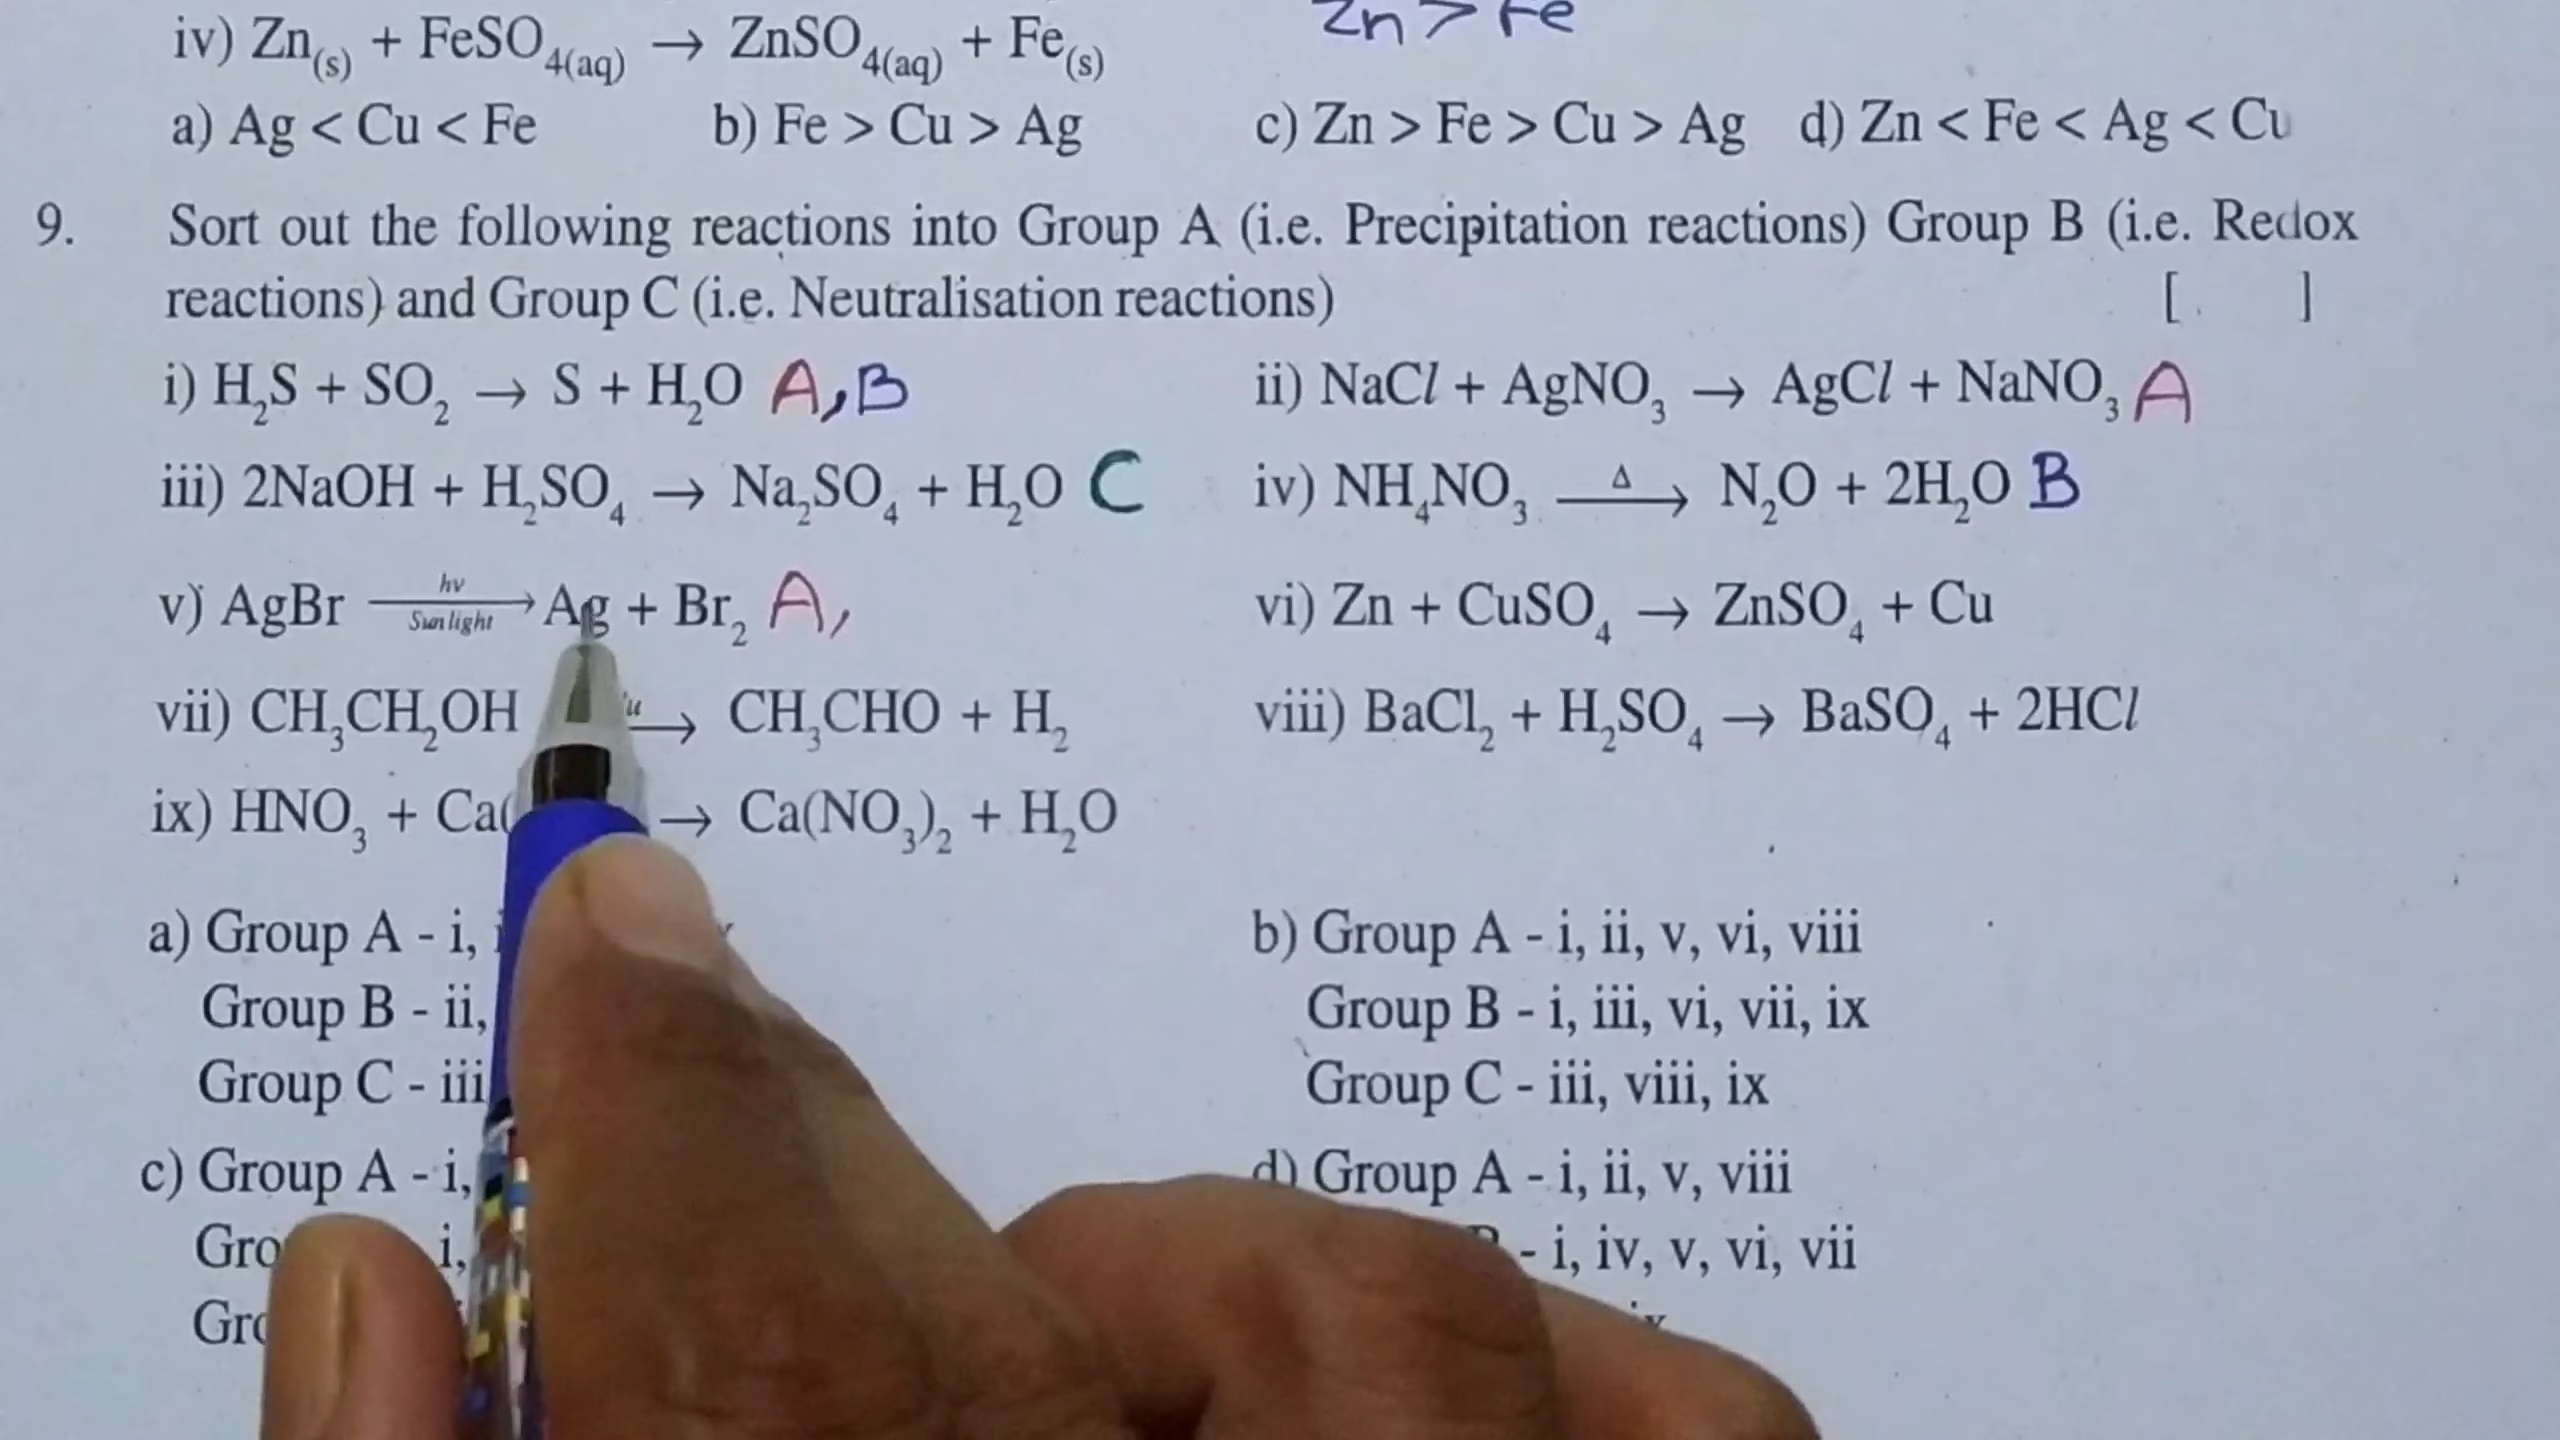 Zn > Fe
iv) Zn(s) + FeSO4(aq) → ZnSO4(aq) + Fe(s)
a) Ag < Cu < Fe b) Fe > Cu > Ag c) Zn > Fe > Cu > Ag d) Zn < Fe < Ag < Cu
9. Sort out the following reactions into Group A (i.e. Precipitation reactions) Group B (i.e. Redox
reactions) and Group C (i.e. Neutralisation reactions) [ ]
i) H2S + SO2 → S + H2O A,B ii) NaCl + AgNO3 → AgCl + NaNO3 A
iii) 2NaOH + H2SO4 → Na2SO4 + H2O C iv) NH4NO3 Δ→ N2O + 2H2O B
v) AgBr hν Sunlight → Ag + Br2 A, vi) Zn + CuSO4 → ZnSO4 + Cu
vii) CH3CH2OH → CH3CHO + H2 viii) BaCl2 + H2SO4 → BaSO4 + 2HCl
ix) HNO3 + Ca( → Ca(NO3)2 + H2O
a) Group A - i, b) Group A - i, ii, v, vi, viii
Group B - ii, Group B - i, iii, vi, vii, ix
Group C - iii Group C - iii, viii, ix
c) Group A - i, d) Group A - i, ii, v, viii
i, - i, iv, v, vi, vii